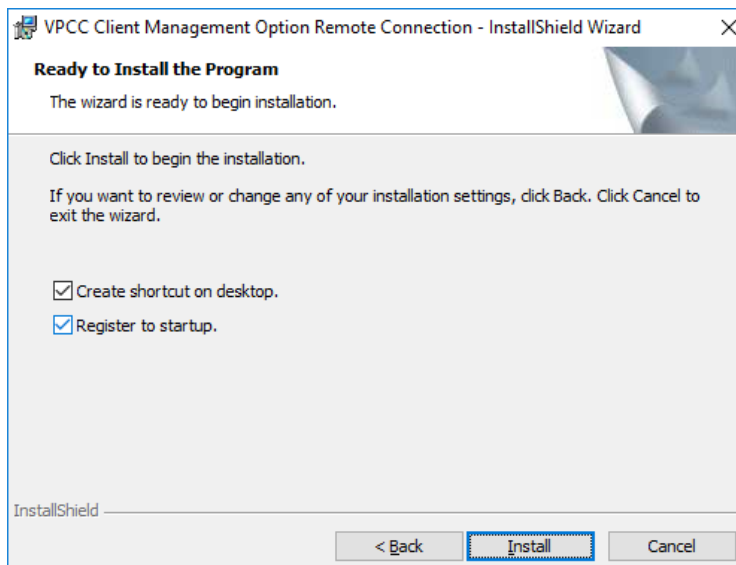 VPCC Client Management Option Remote Connection - InstallShield Wizard
Ready to Install the Program
The wizard is ready to begin installation.
Click Install to begin the installation.
If you want to review or change any of your installation settings, click Back. Click Cancel to
exit the wizard.
Create shortcut on desktop.
Register to startup.
InstallShield
< Back
Install
Cancel